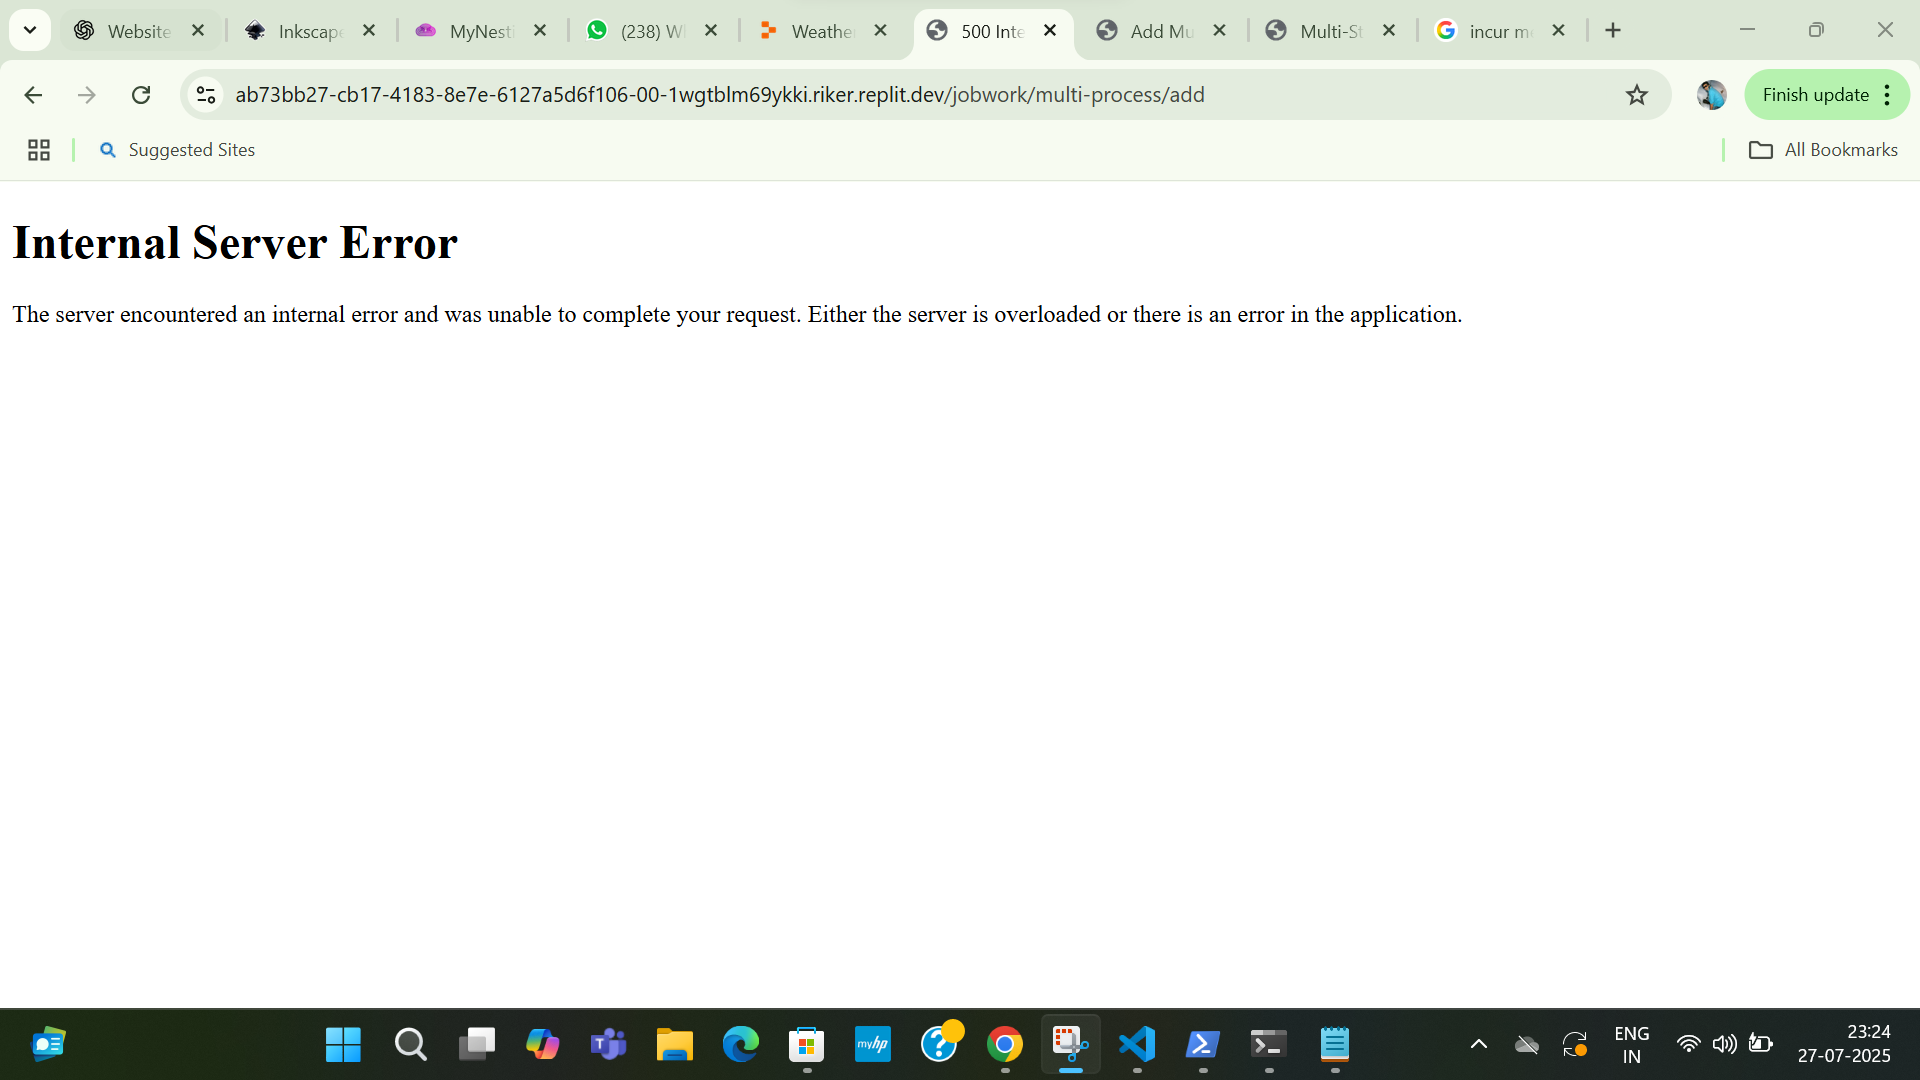 Website
Inkscape
MyNesti
(238) W
Weather
500 Inte
Add Mu
Multi-St
incur m
ab73bb27-cb17-4183-8e7e-6127a5d6f106-00-1wgtblm69ykki.riker.replit.dev/jobwork/multi-process/add
Finish update
Suggested Sites
All Bookmarks
Internal Server Error
The server encountered an internal error and was unable to complete your request. Either the server is overloaded or there is an error in the application.
myhp
ENG
IN
23:24
27-07-2025